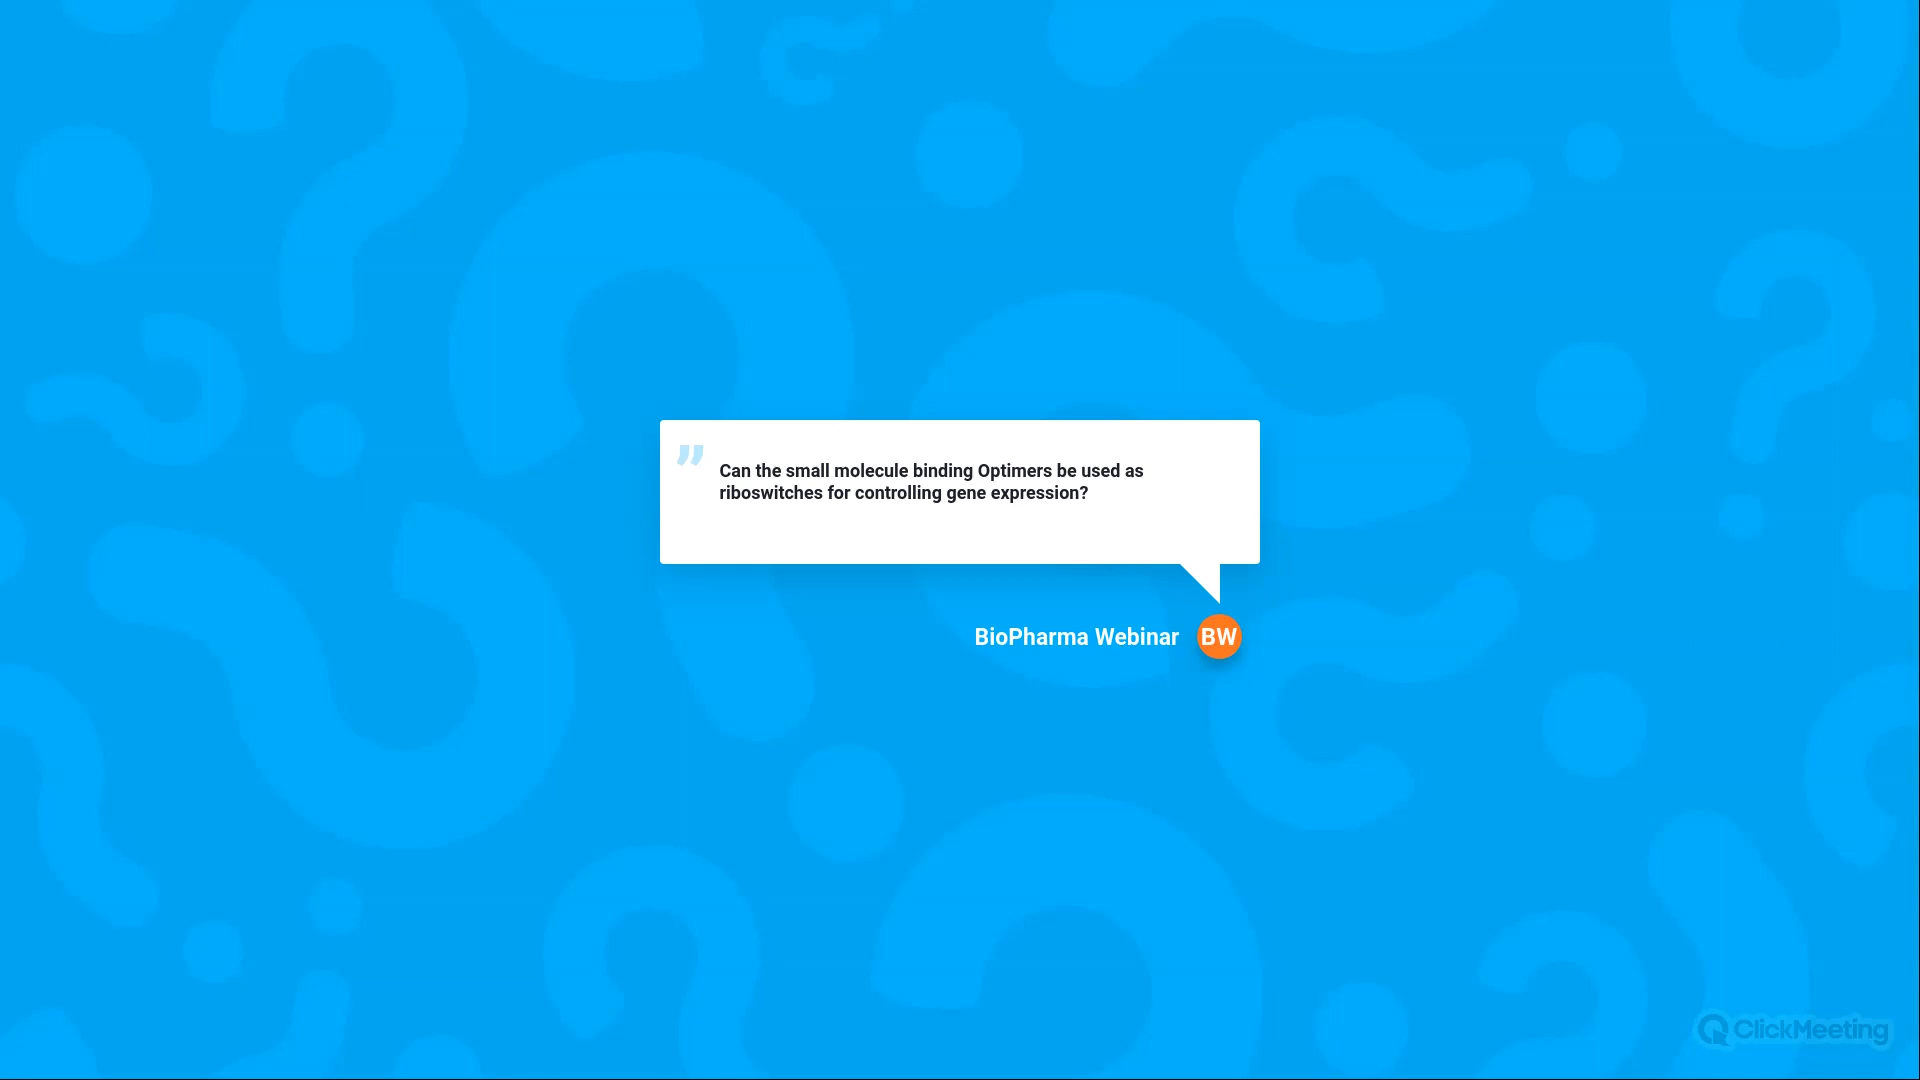 Can the small molecule binding Optimers be used as
riboswitches for controlling gene expression?
BioPharma Webinar
BW
ClickMeeting